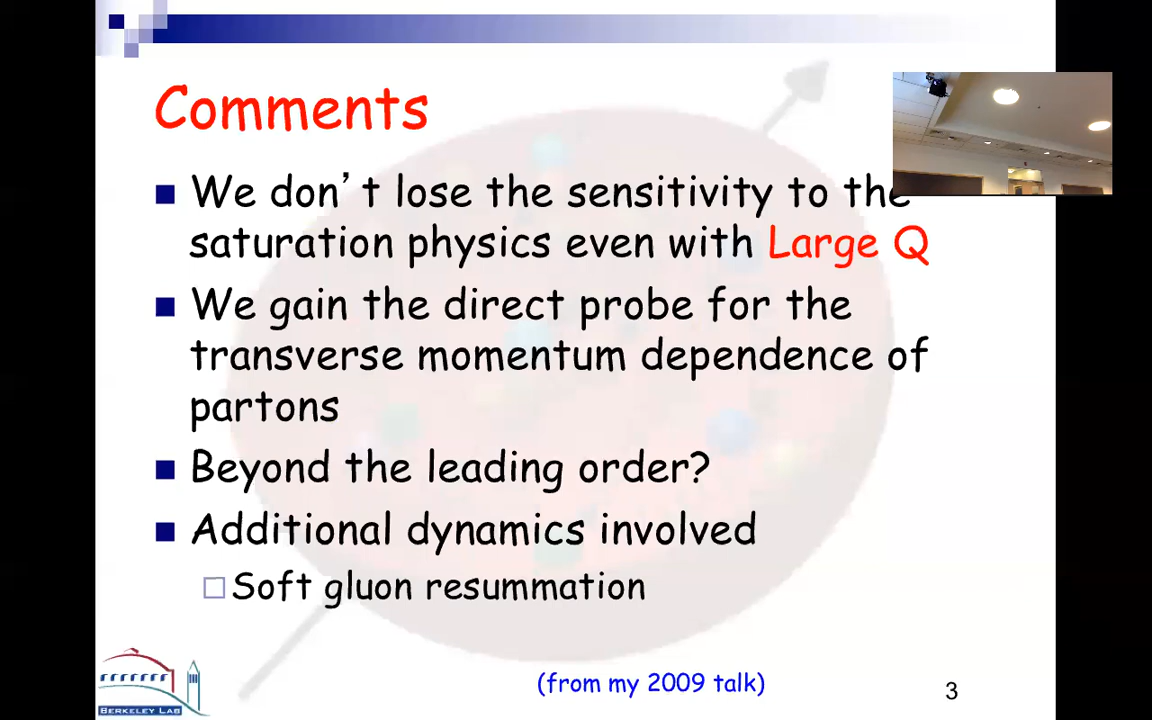 Comments
We don’t lose the sensitivity to the
saturation physics even with Large Q
We gain the direct probe for the
transverse momentum dependence of
partons
Beyond the leading order?
Additional dynamics involved
Soft gluon resummation
(from my 2009 talk)
3
BERKELEY LAB